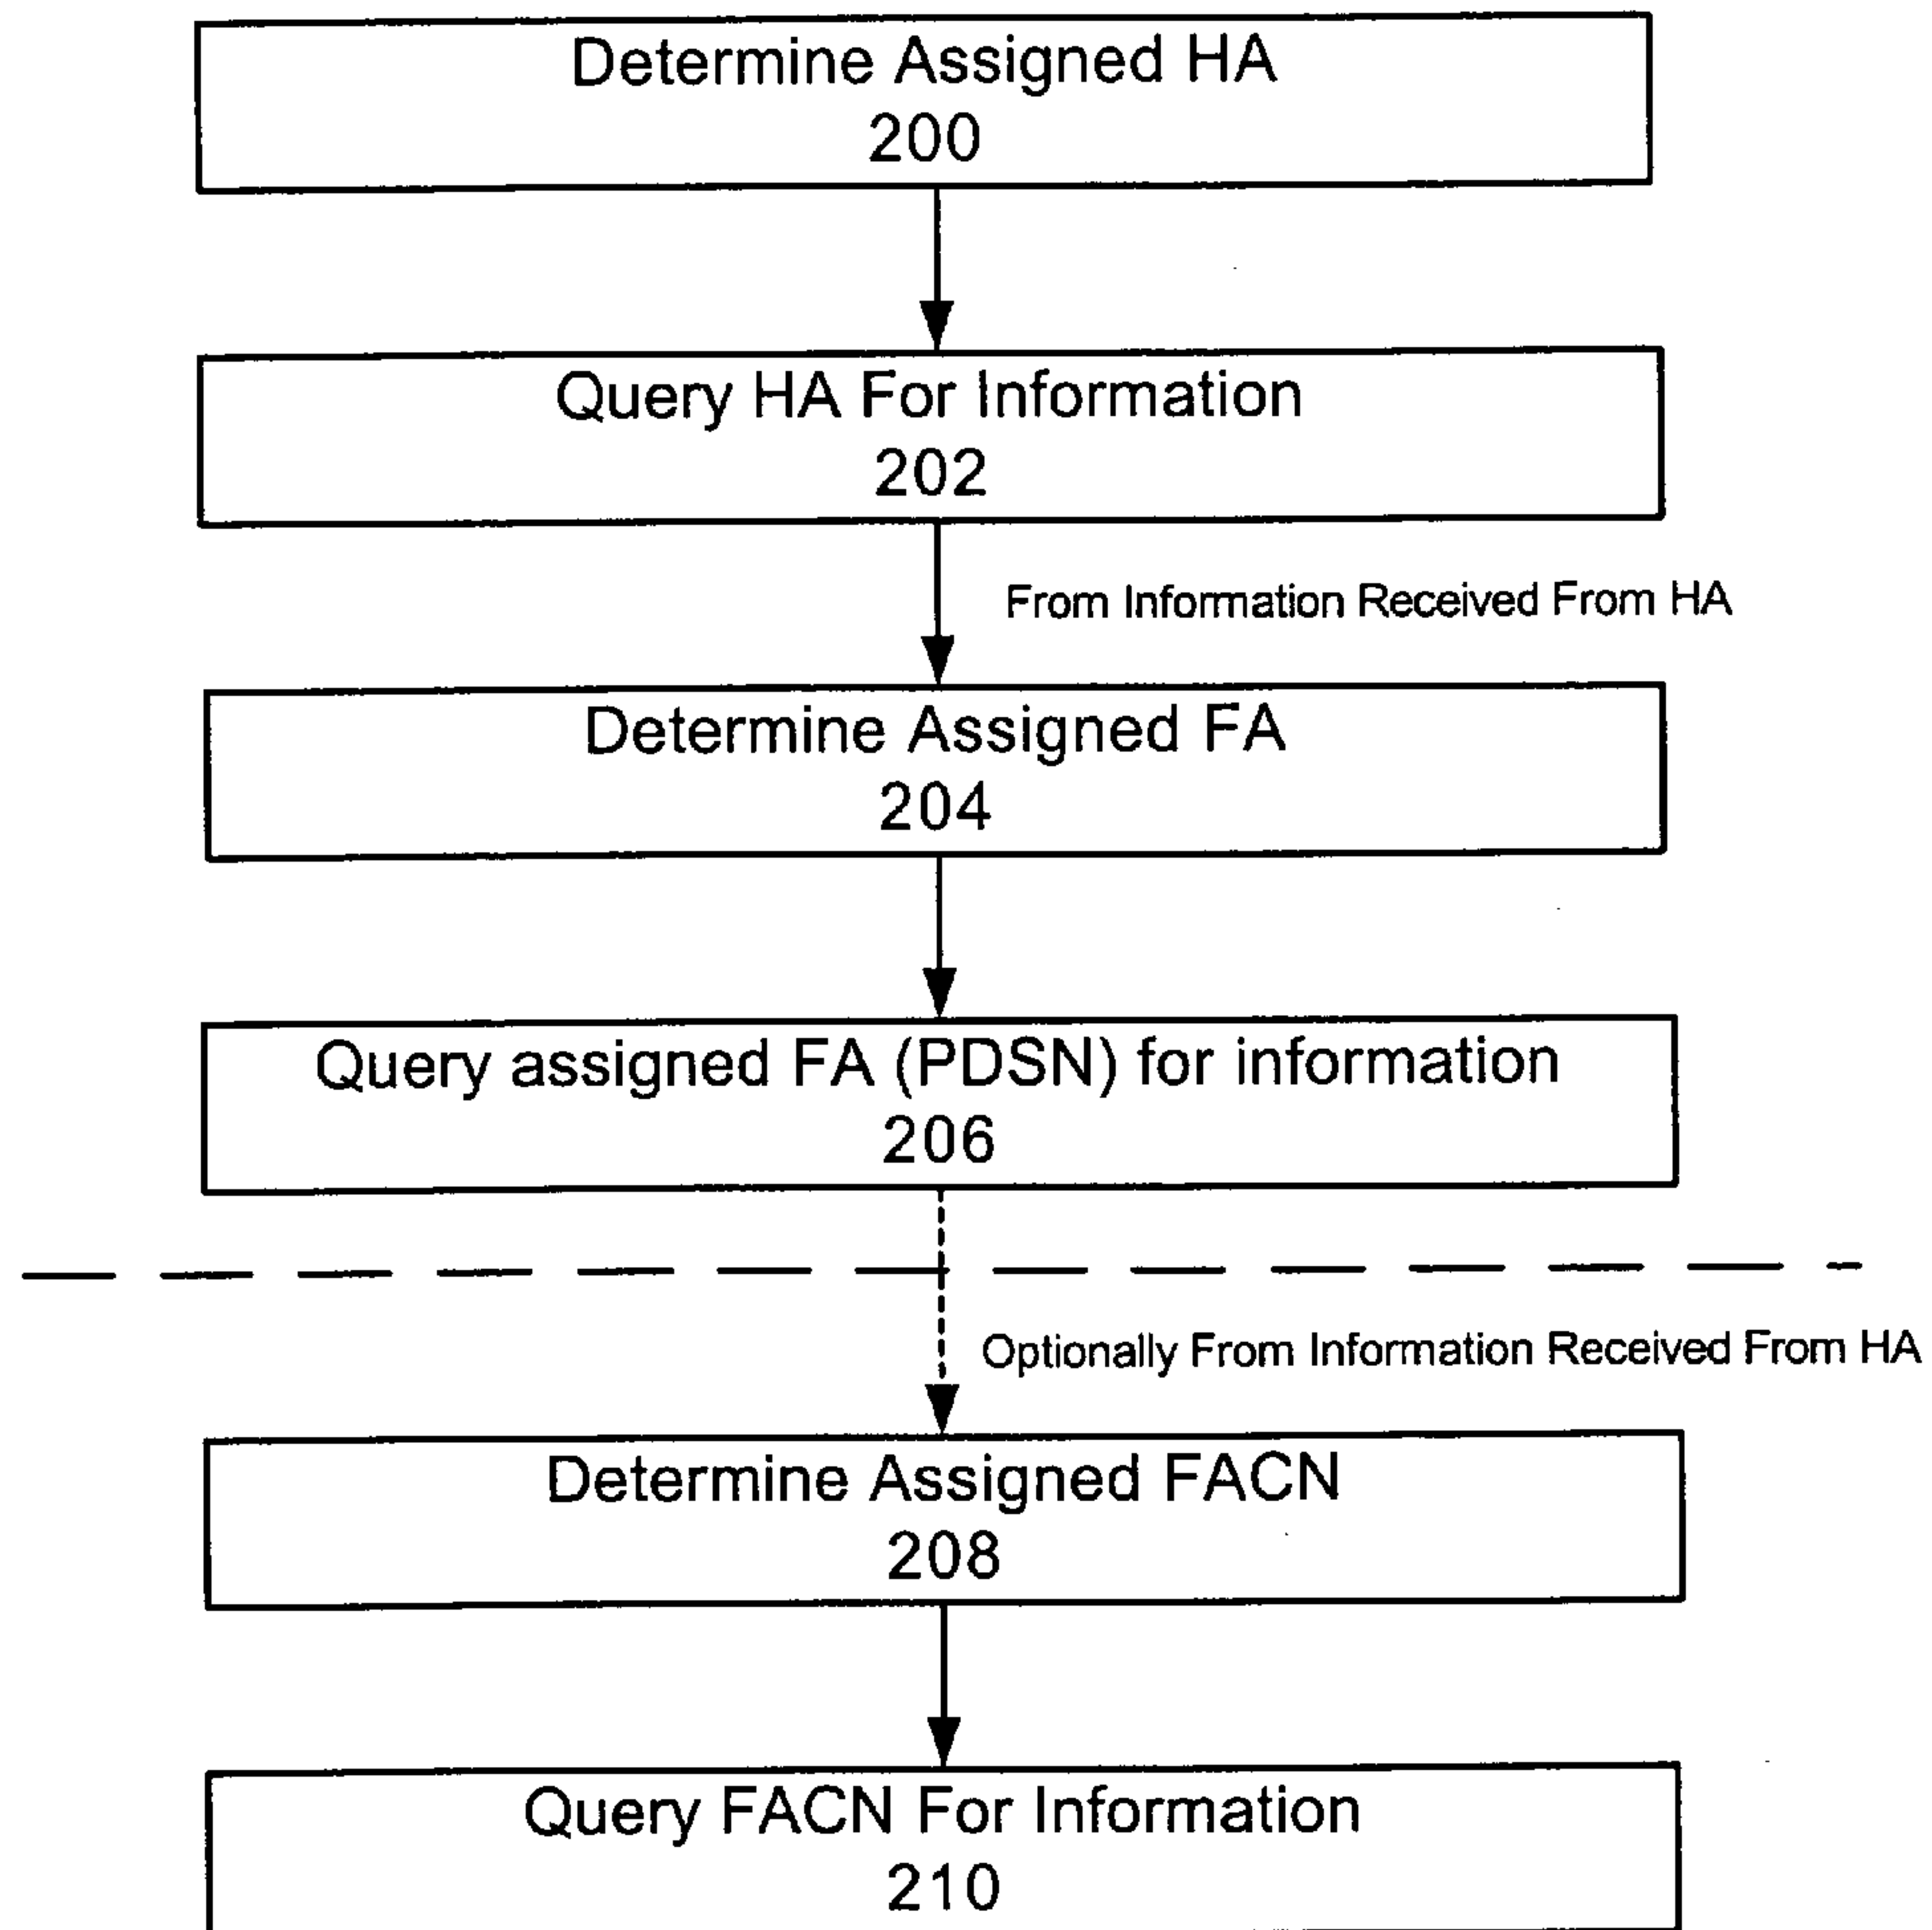 Determine Assigned HA
200
Query HA For Information
202
From Information Received From HA
Determine Assigned FA
204
Query assigned FA (PDSN) for information
206
Optionally From Information Received From HA
Determine Assigned FACN
208
Query FACN For Information
210